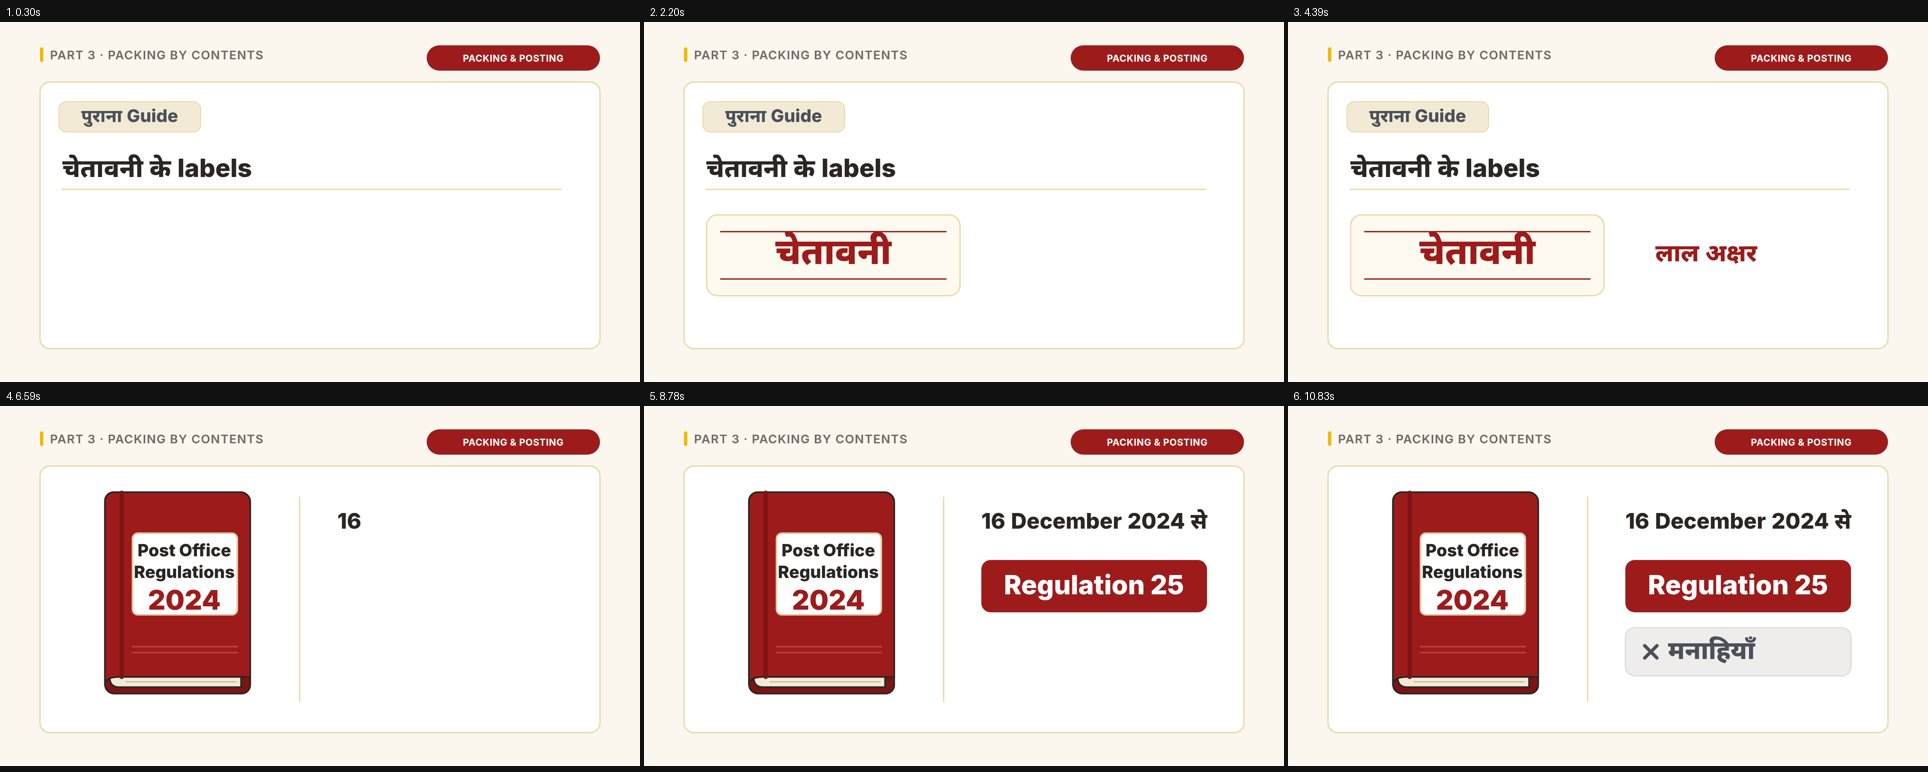 1. 0.30s
PART 3 · PACKING BY CONTENTS
PACKING & POSTING
पुराना Guide
चेतावनी के labels
2. 2.20s
PART 3 · PACKING BY CONTENTS
PACKING & POSTING
पुराना Guide
चेतावनी के labels
चेतावनी
3. 4.39s
PART 3 · PACKING BY CONTENTS
PACKING & POSTING
पुराना Guide
चेतावनी के labels
चेतावनी
लाल अक्षर
4. 6.59s
PART 3 · PACKING BY CONTENTS
PACKING & POSTING
Post Office
Regulations
2024
16
5. 8.78s
PART 3 · PACKING BY CONTENTS
PACKING & POSTING
Post Office
Regulations
2024
16 December 2024 से
Regulation 25
6. 10.83s
PART 3 · PACKING BY CONTENTS
PACKING & POSTING
Post Office
Regulations
2024
16 December 2024 से
Regulation 25
× मनाहियाँ